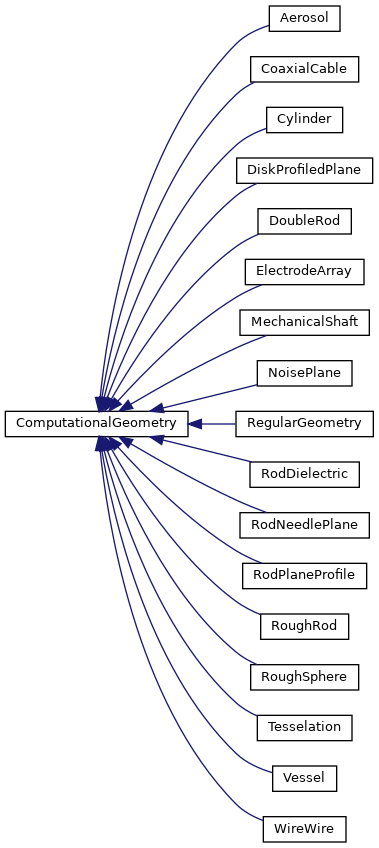 Aerosol
CoaxialCable
Cylinder
DiskProfiledPlane
DoubleRod
ElectrodeArray
MechanicalShaft
NoisePlane
ComputationalGeometry
RegularGeometry
RodDielectric
RodNeedlePlane
RodPlaneProfile
RoughRod
RoughSphere
Tesselation
Vessel
WireWire